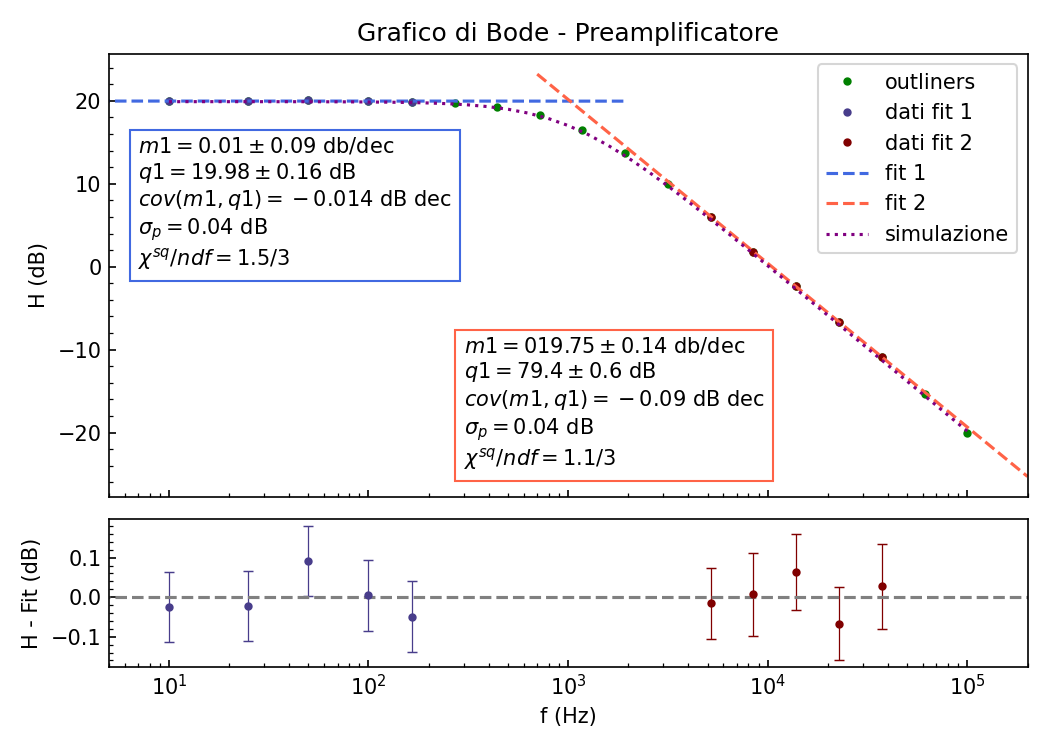 Grafico di Bode - Preamplificatore
H (dB)
20
10
0
−10
−20
outliners
dati fit 1
dati fit 2
fit 1
fit 2
simulazione
m1 = 0.01 ± 0.09 db/dec
q1 = 19.98 ± 0.16 dB
cov(m1, q1) = −0.014 dB dec
σₚ = 0.04 dB
χ^sq/ndf = 1.5/3
m1 = 019.75 ± 0.14 db/dec
q1 = 79.4 ± 0.6 dB
cov(m1, q1) = −0.09 dB dec
σₚ = 0.04 dB
χ^sq/ndf = 1.1/3
H - Fit (dB)
0.1
0.0
−0.1
10¹ 10² 10³ 10⁴ 10⁵
f (Hz)